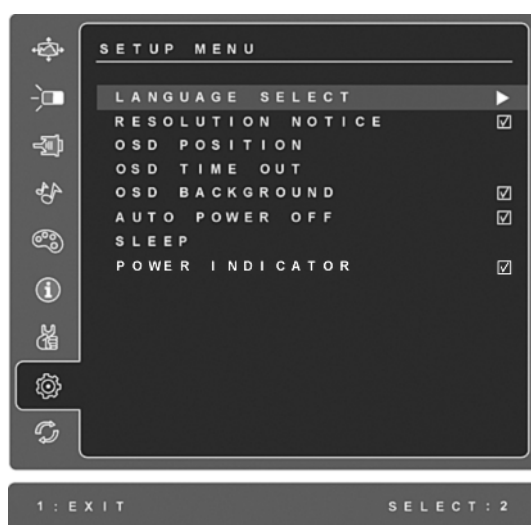 SETUP MENU
LANGUAGE SELECT
RESOLUTION NOTICE
OSD POSITION
OSD TIME OUT
OSD BACKGROUND
AUTO POWER OFF
SLEEP
POWER INDICATOR
1:EXIT SELECT:2